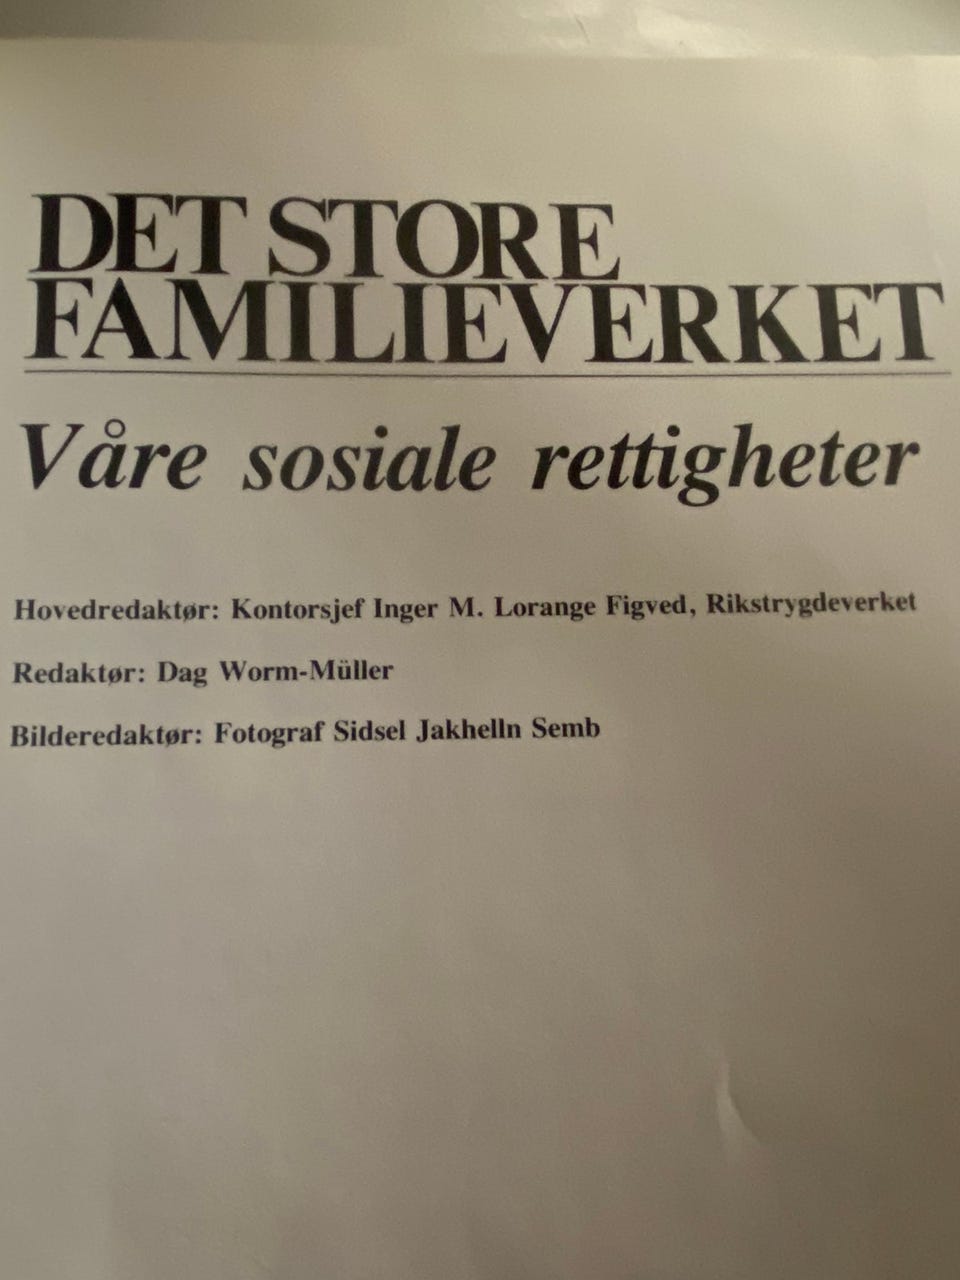 DET STORE
FAMILIEVERKET
Våre sosiale rettigheter
Hovedredaktør: Kontorsjef Inger M. Lorange Figved, Rikstrygdeverket
Redaktør: Dag Worm-Müller
Bilderedaktør: Fotograf Sidsel Jakhelln Semb